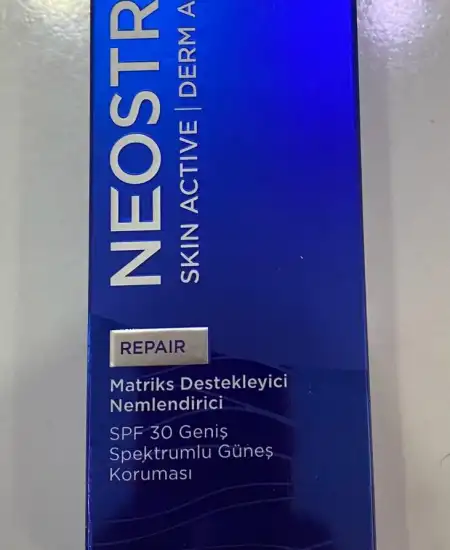 NEOSTR
SKIN ACTIVE | DERM A
REPAIR
Matriks Destekleyici
Nemlendirici
SPF 30 Geniş
Spektrumlu Güneş
Koruması